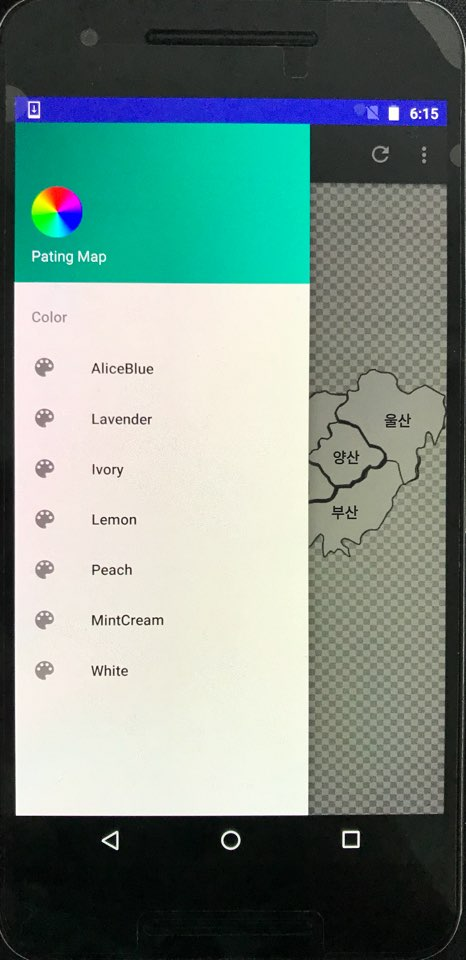 6:15
Pating Map
Color
AliceBlue
Lavender
Ivory
Lemon
Peach
MintCream
White
울산
양산
부산